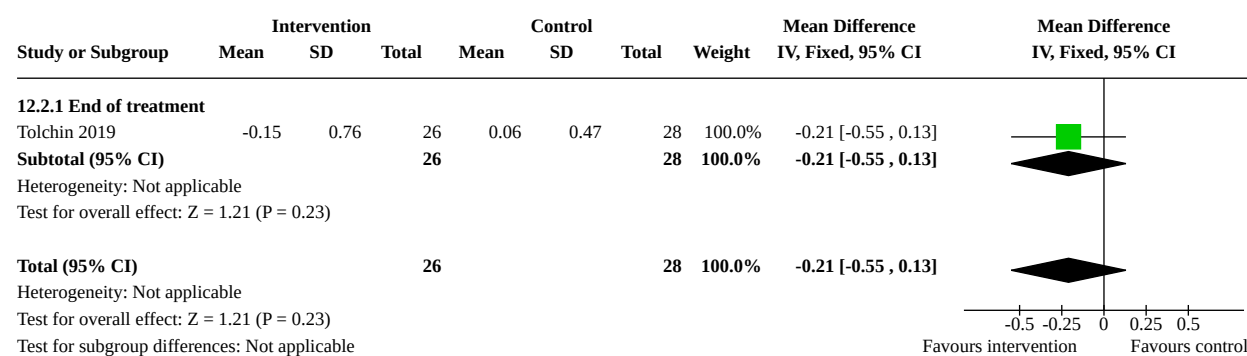 Intervention Control Mean Difference Mean Difference
Study or Subgroup Mean SD Total Mean SD Total Weight IV, Fixed, 95% CI IV, Fixed, 95% CI
12.2.1 End of treatment
Tolchin 2019 -0.15 0.76 26 0.06 0.47 28 100.0% -0.21 [-0.55 , 0.13]
Subtotal (95% CI) 26 28 100.0% -0.21 [-0.55 , 0.13]
Heterogeneity: Not applicable
Test for overall effect: Z = 1.21 (P = 0.23)
Total (95% CI) 26 28 100.0% -0.21 [-0.55 , 0.13]
Heterogeneity: Not applicable
Test for overall effect: Z = 1.21 (P = 0.23) -0.5 -0.25 0 0.25 0.5
Test for subgroup differences: Not applicable Favours intervention Favours control